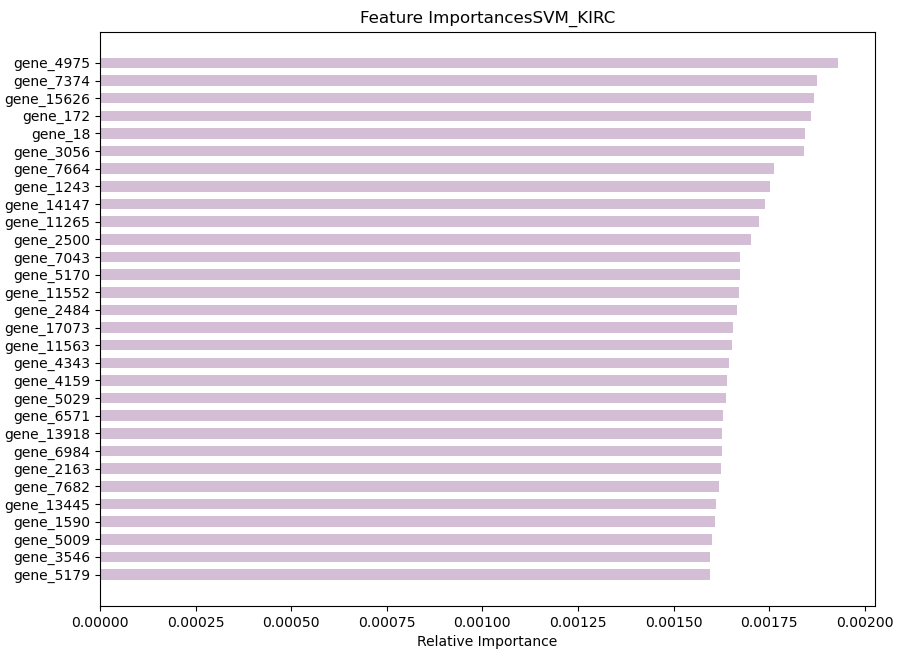 Feature ImportancesSVM_KIRC
gene_4975
gene_7374
gene_15626
gene_172
gene_18
gene_3056
gene_7664
gene_1243
gene_14147
gene_11265
gene_2500
gene_7043
gene_5170
gene_11552
gene_2484
gene_17073
gene_11563
gene_4343
gene_4159
gene_5029
gene_6571
gene_13918
gene_6984
gene_2163
gene_7682
gene_13445
gene_1590
gene_5009
gene_3546
gene_5179
0.00000 0.00025 0.00050 0.00075 0.00100 0.00125 0.00150 0.00175 0.00200
Relative Importance